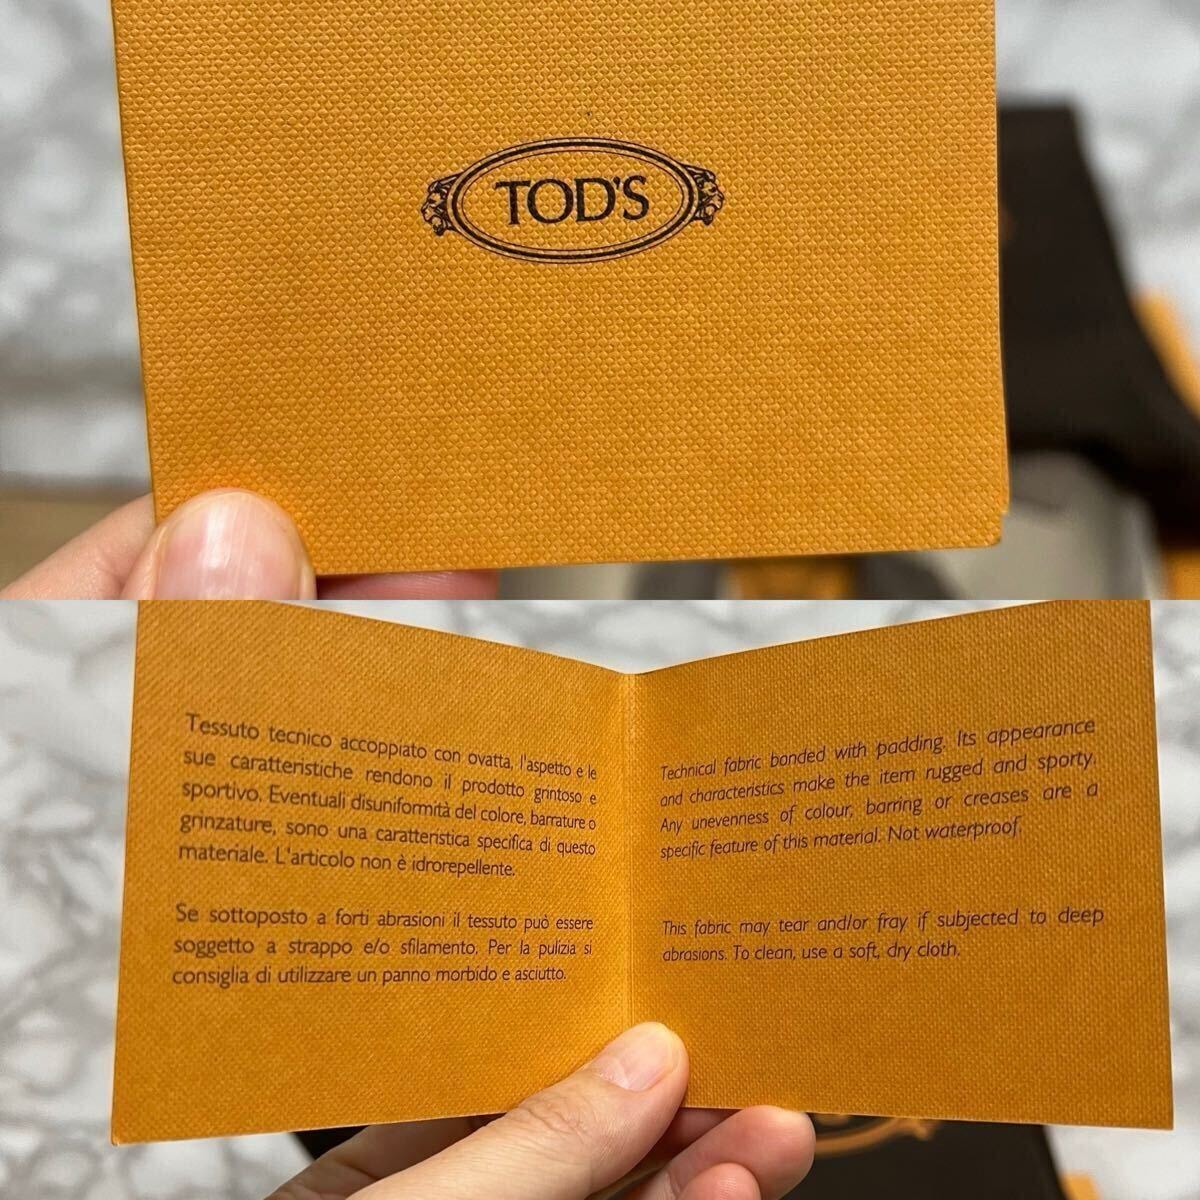 TOD'S
Tessuto tecnico accoppiato con ovatta, l'aspetto e le
sue caratteristiche rendono il prodotto grintoso e
sportivo. Eventuali disuniformità del colore, barrature o
grinzature, sono una caratteristica specifica di questo
materiale. L'articolo non è idrorepellente.
Se sottoposto a forti abrasioni il tessuto può essere
soggetto a strappo e/o sfilamento. Per la pulizia si
consiglia di utilizzare un panno morbido e asciutto.
Technical fabric bonded with padding. Its appearance
and characteristics make the item rugged and sporty.
Any unevenness of colour, barring or creases are a
specific feature of this material. Not waterproof.
This fabric may tear and/or fray if subjected to deep
abrasions. To clean, use a soft, dry cloth.